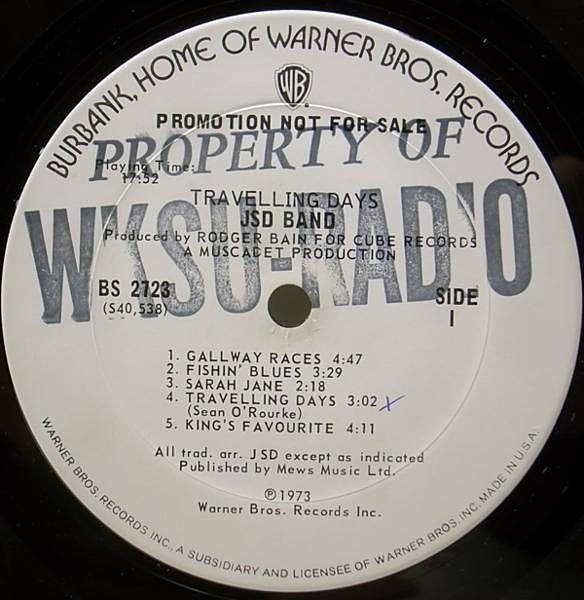 BURBANK, HOME OF WARNER BROS. RECORDS
WB
PROMOTION NOT FOR SALE
PROPERTY OF
WKSU-RADIO
Playing Time:
17:52
TRAVELLING DAYS
JSD BAND
Produced by RODGER BAIN FOR CUBE RECORDS
A MUSCADET PRODUCTION
BS 2723
(S40,538)
SIDE
1
1. GALLWAY RACES 4:47
2. FISHIN' BLUES 3:29
3. SARAH JANE 2:18
4. TRAVELLING DAYS 3:02 x
(Sean O'Rourke)
5. KING'S FAVOURITE 4:11
All trad. arr. JSD except as indicated
Published by Mews Music Ltd.
℗1973
Warner Bros. Records Inc.
WARNER BROS. RECORDS INC., A SUBSIDIARY AND LICENSEE OF WARNER BROS. INC. MADE IN U.S.A.